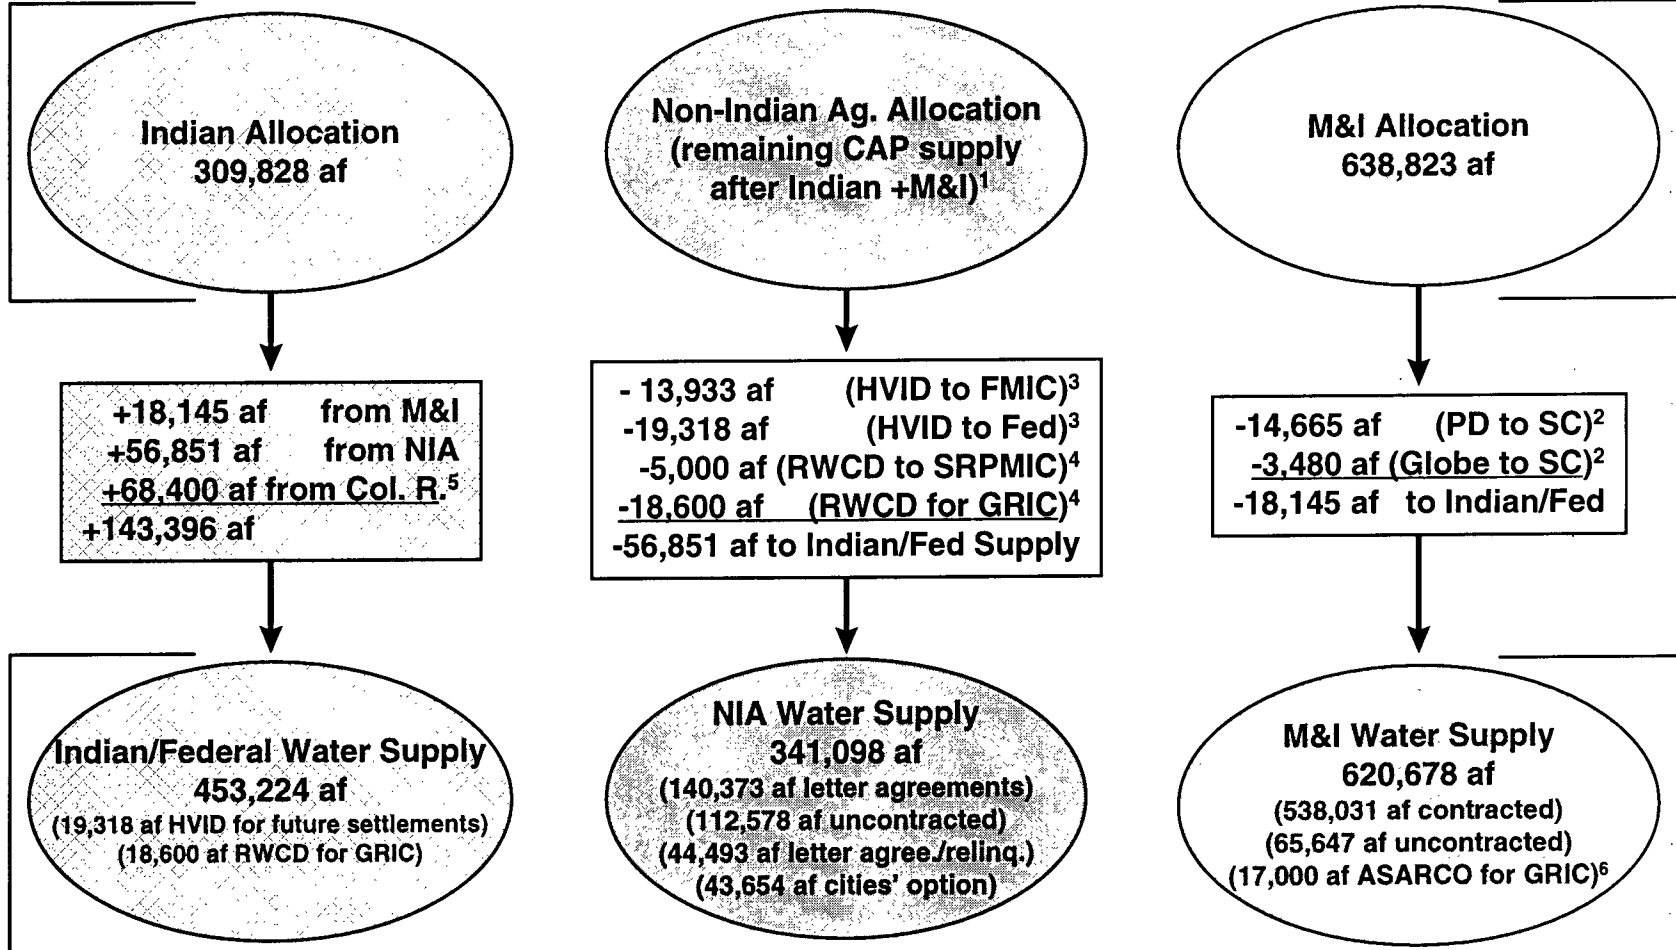 Indian Allocation
309,828 af
Non-Indian Ag. Allocation
(remaining CAP supply
after Indian +M&I)¹
M&I Allocation
638,823 af
+18,145 af from M&I
+56,851 af from NIA
+68,400 af from Col. R.⁵
+143,396 af
- 13,933 af (HVID to FMIC)³
-19,318 af (HVID to Fed)³
-5,000 af (RWCD to SRPMIC)⁴
-18,600 af (RWCD for GRIC)⁴
-56,851 af to Indian/Fed Supply
-14,665 af (PD to SC)²
-3,480 af (Globe to SC)²
-18,145 af to Indian/Fed
Indian/Federal Water Supply
453,224 af
(19,318 af HVID for future settlements)
(18,600 af RWCD for GRIC)
NIA Water Supply
341,098 af
(140,373 af letter agreements)
(112,578 af uncontracted)
(44,493 af letter agree./relinq.)
(43,654 af cities' option)
M&I Water Supply
620,678 af
(538,031 af contracted)
(65,647 af uncontracted)
(17,000 af ASARCO for GRIC)⁶